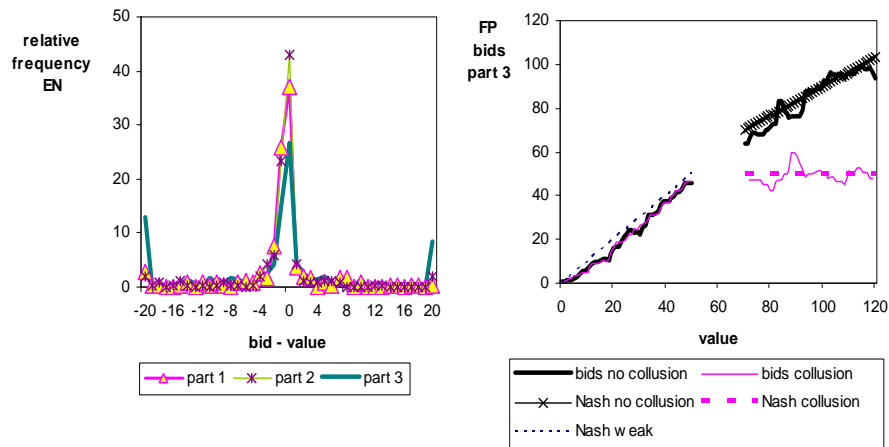 relative
frequency
EN
50
40
30
20
10
0
-20 -16 -12 -8 -4 0 4 8 12 16 20
bid - value
part 1 part 2 part 3
FP
bids
part 3
120
100
80
60
40
20
0
0 20 40 60 80 100 120
value
bids no collusion bids collusion
Nash no collusion Nash collusion
Nash weak